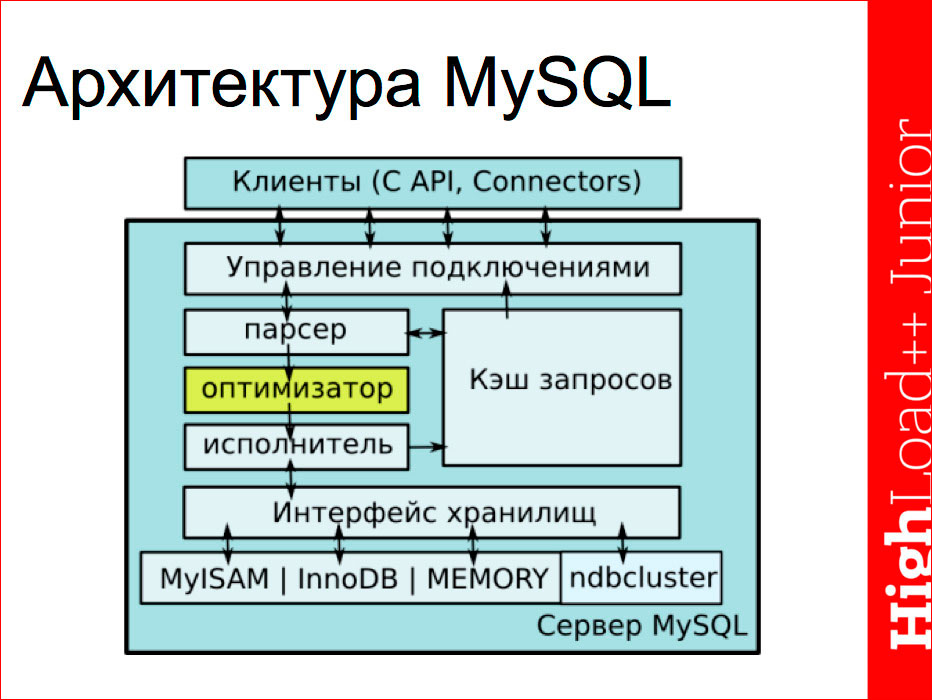 Архитектура MySQL
Клиенты (C API, Connectors)
Управление подключениями
парсер
оптимизатор
исполнитель
Кэш запросов
Интерфейс хранилищ
MyISAM | InnoDB | MEMORY
ndbcluster
Сервер MySQL
HighLoad++ Junior